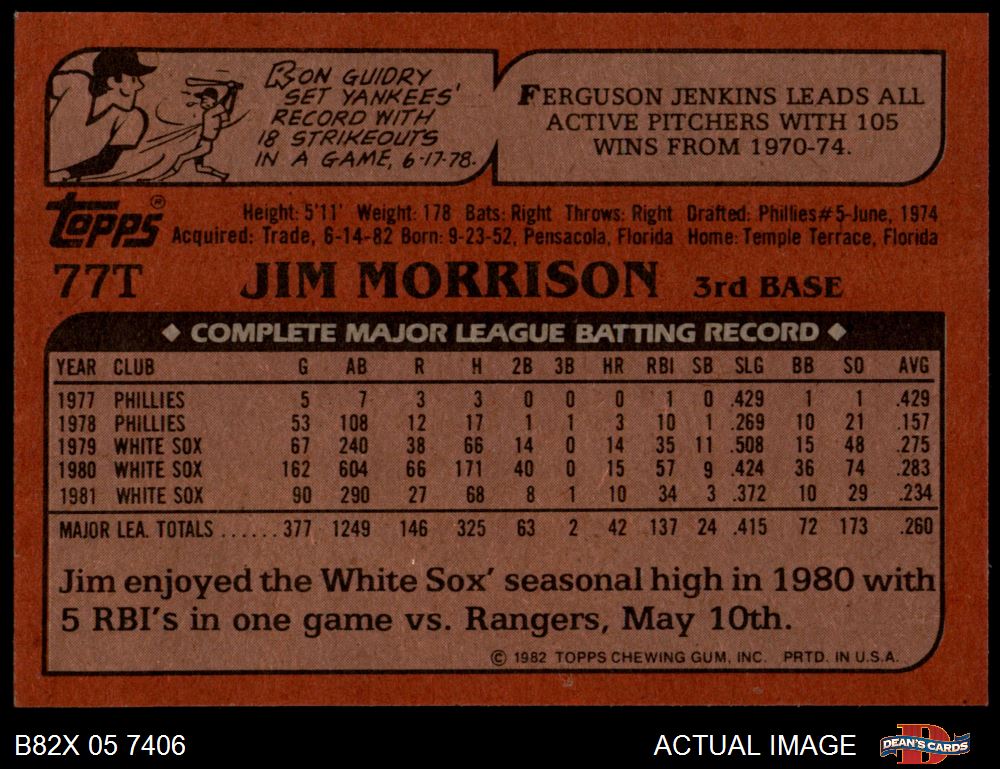 RON GUIDRY
SET YANKEES'
RECORD WITH
18 STRIKEOUTS
IN A GAME, 6-17-78.
FERGUSON JENKINS LEADS ALL
ACTIVE PITCHERS WITH 105
WINS FROM 1970-74.
TOPPS®
Height: 5'11' Weight: 178 Bats: Right Throws: Right Drafted: Phillies#5-June, 1974
Acquired: Trade, 6-14-82 Born: 9-23-52, Pensacola, Florida Home: Temple Terrace, Florida
77T JIM MORRISON 3rd BASE
◆ COMPLETE MAJOR LEAGUE BATTING RECORD ◆
YEAR CLUB G AB R H 2B 3B HR RBI SB SLG BB SO AVG
1977 PHILLIES 5 7 3 3 0 0 0 1 0 .429 1 1 .429
1978 PHILLIES 53 108 12 17 1 1 3 10 1 .269 10 21 .157
1979 WHITE SOX 67 240 38 66 14 0 14 35 11 .508 15 48 .275
1980 WHITE SOX 162 604 66 171 40 0 15 57 9 .424 36 74 .283
1981 WHITE SOX 90 290 27 68 8 1 10 34 3 .372 10 29 .234
MAJOR LEA. TOTALS ......377 1249 146 325 63 2 42 137 24 .415 72 173 .260
Jim enjoyed the White Sox' seasonal high in 1980 with
5 RBI's in one game vs. Rangers, May 10th.
© 1982 TOPPS CHEWING GUM, INC. PRTD. IN U.S.A.
B82X 05 7406
ACTUAL IMAGE
DEAN'S CARDS